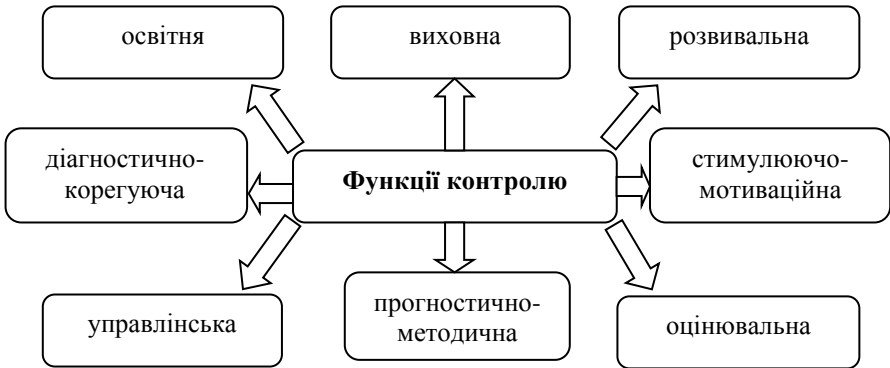 освітня
виховна
розвивальна
діагностично-
корегуюча
Функції контролю
стимулюючо-
мотиваційна
управлінська
прогностично-
методична
оцінювальна